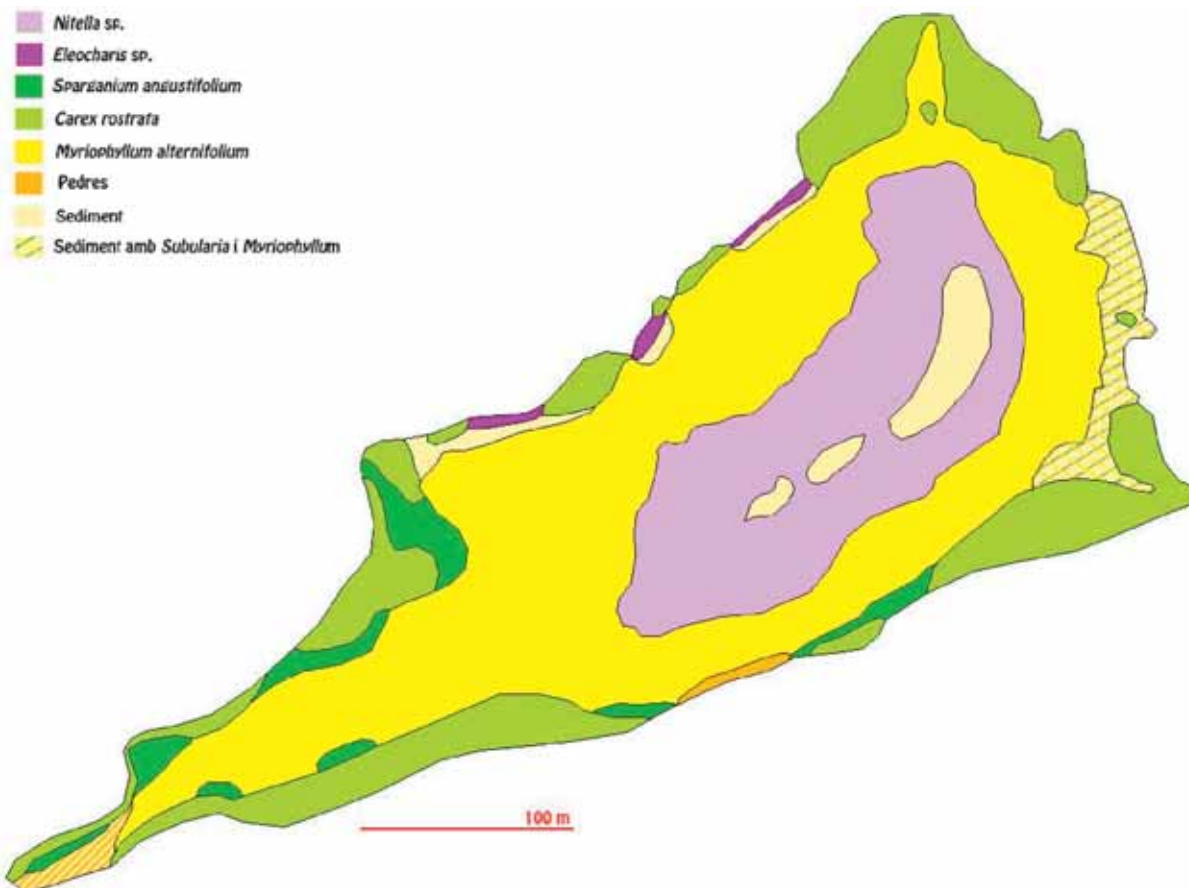 Nitella sp.
Eleocharis sp.
Sparganium angustifolium
Carex rostrata
Myriophyllum alternifolium
Pedres
Sediment
Sediment amb Subularia i Myriophyllum
100 m